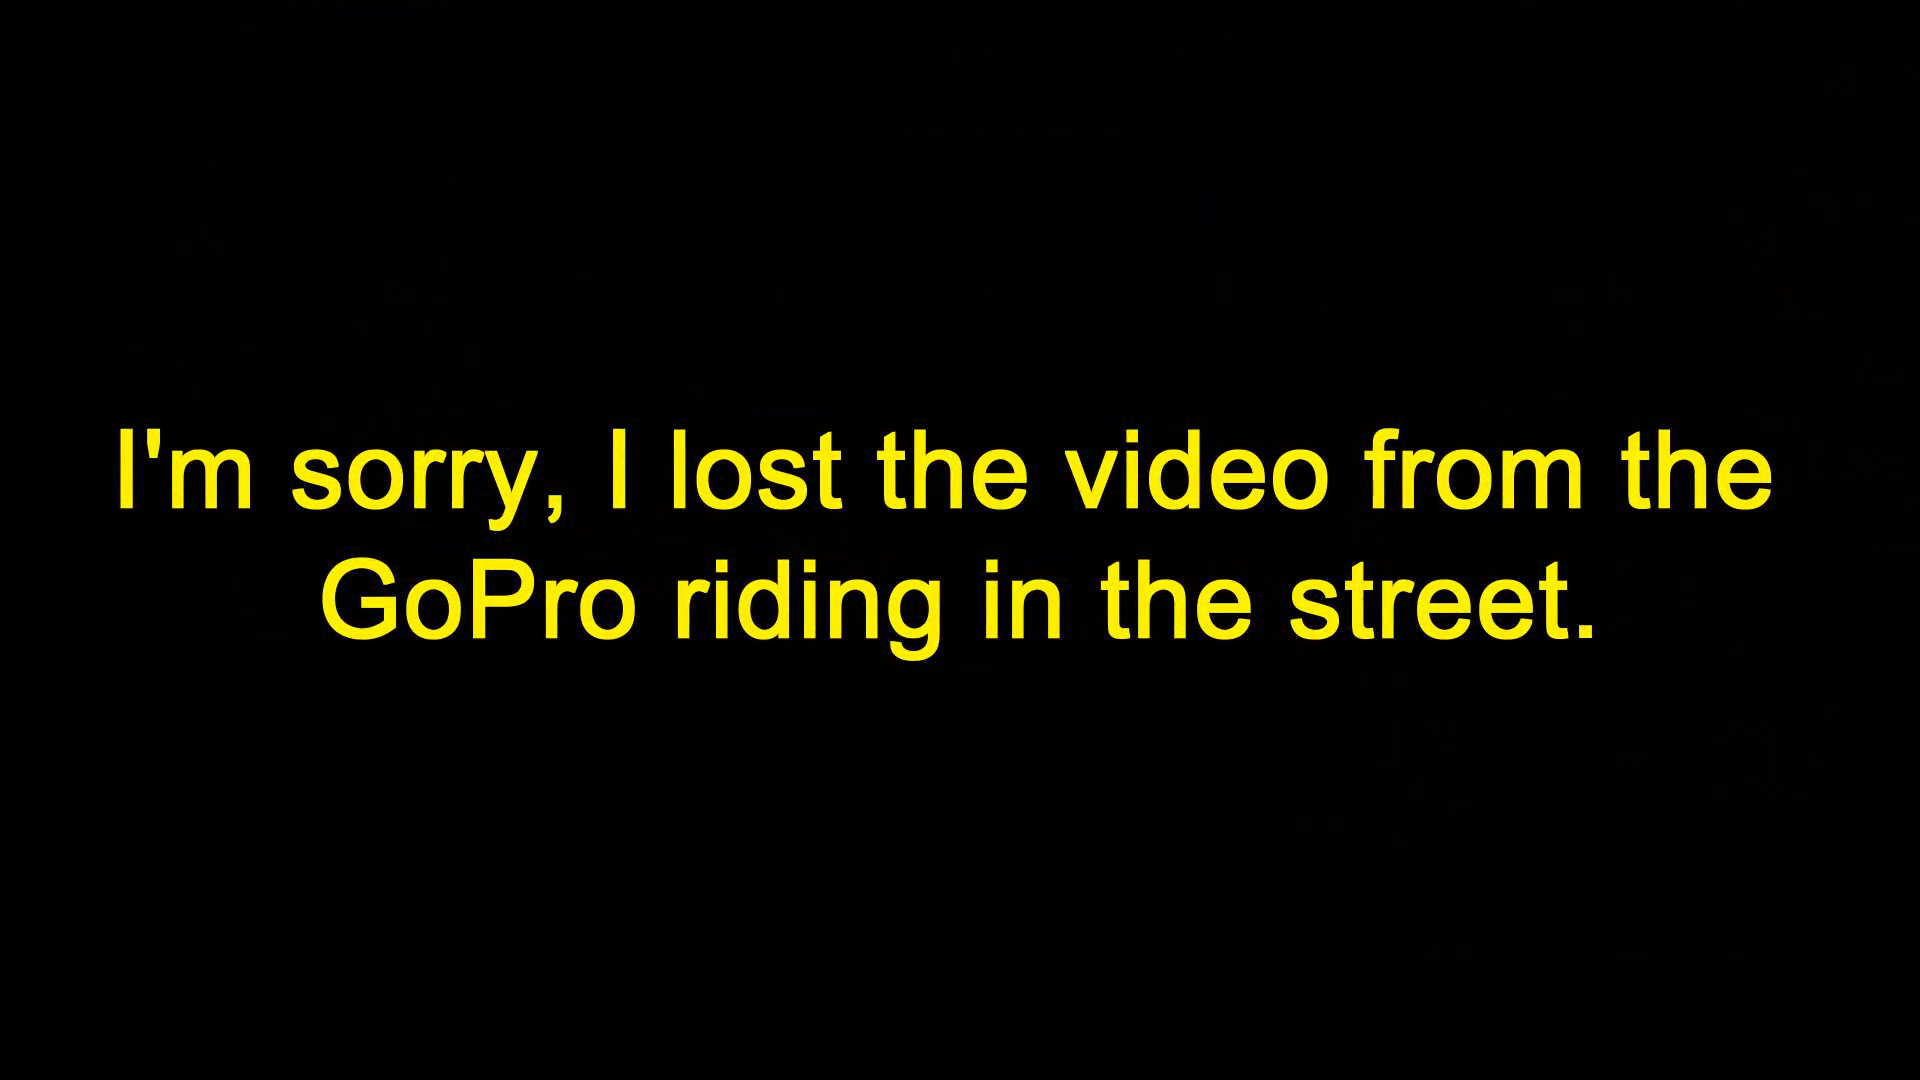 I'm sorry, I lost the video from the
GoPro riding in the street.